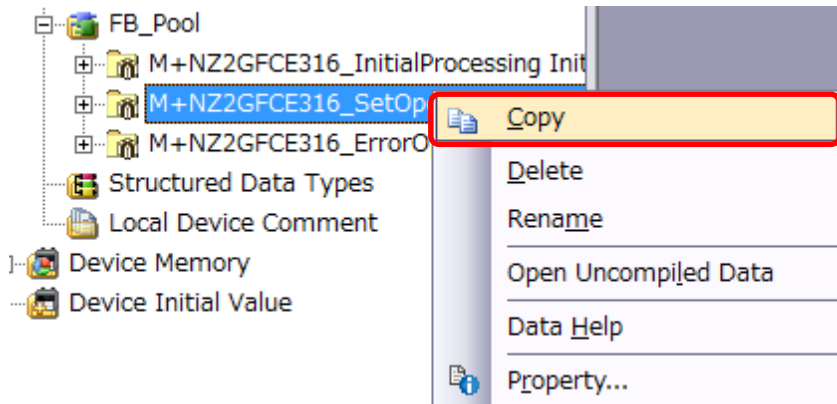 FB_Pool
M+NZ2GFCE316_InitialProcessing Init
M+NZ2GFCE316_SetOp
M+NZ2GFCE316_ErrorO
Structured Data Types
Local Device Comment
Device Memory
Device Initial Value
Copy
Delete
Rename
Open Uncompiled Data
Data Help
Property...